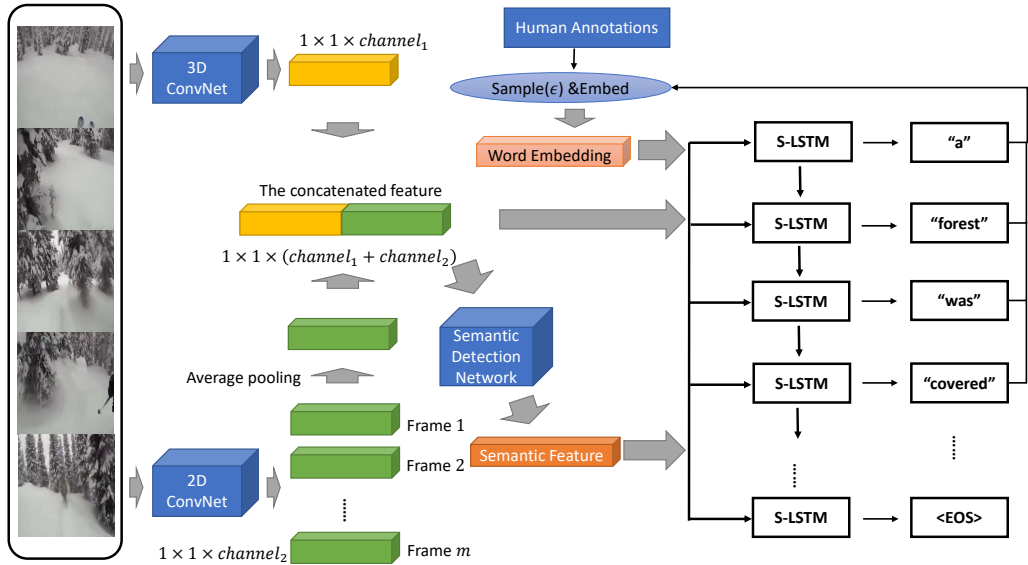 3D
ConvNet
1 × 1 × channel₁
Human Annotations
Sample(ϵ) &Embed
Word Embedding
The concatenated feature
1 × 1 × (channel₁ + channel₂)
Average pooling
Semantic
Detection
Network
Frame 1
Frame 2
Semantic Feature
2D
ConvNet
1 × 1 × channel₂
Frame m
S-LSTM
“a”
S-LSTM
“forest”
S-LSTM
“was”
S-LSTM
“covered”
S-LSTM
<EOS>